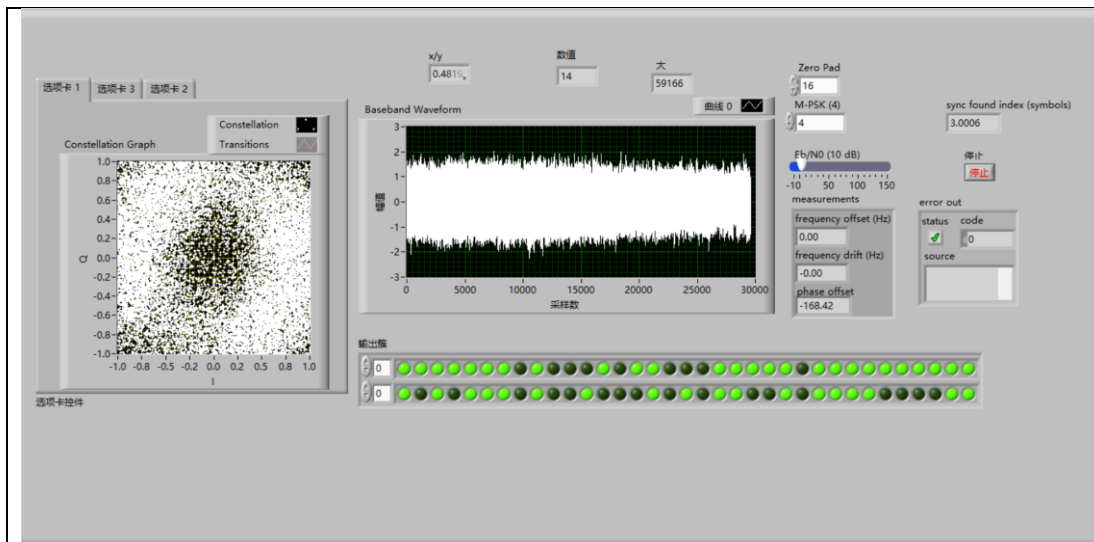 x/y
0.4819
数值
14
大
59166
选项卡 1
选项卡 3
选项卡 2
Constellation
Transitions
Constellation Graph
1.0
0.8
0.6
0.4
0.2
0.0
-0.2
-0.4
-0.6
-0.8
-1.0
Q
-1.0
-0.8
-0.5
-0.2
-0.0
0.2
0.5
0.8
1.0
I
选项卡控件
Baseband Waveform
曲线 0
3
2
1
0
-1
-2
-3
幅值
0
5000
10000
15000
20000
25000
30000
采样数
Zero Pad
16
M-PSK (4)
4
Eb/N0 (10 dB)
-10
50
100
150
measurements
frequency offset (Hz)
0.00
frequency drift (Hz)
-0.00
phase offset
-168.42
sync found index (symbols)
3.0006
停止
停止
error out
status
code
0
source
输出簇
0
0